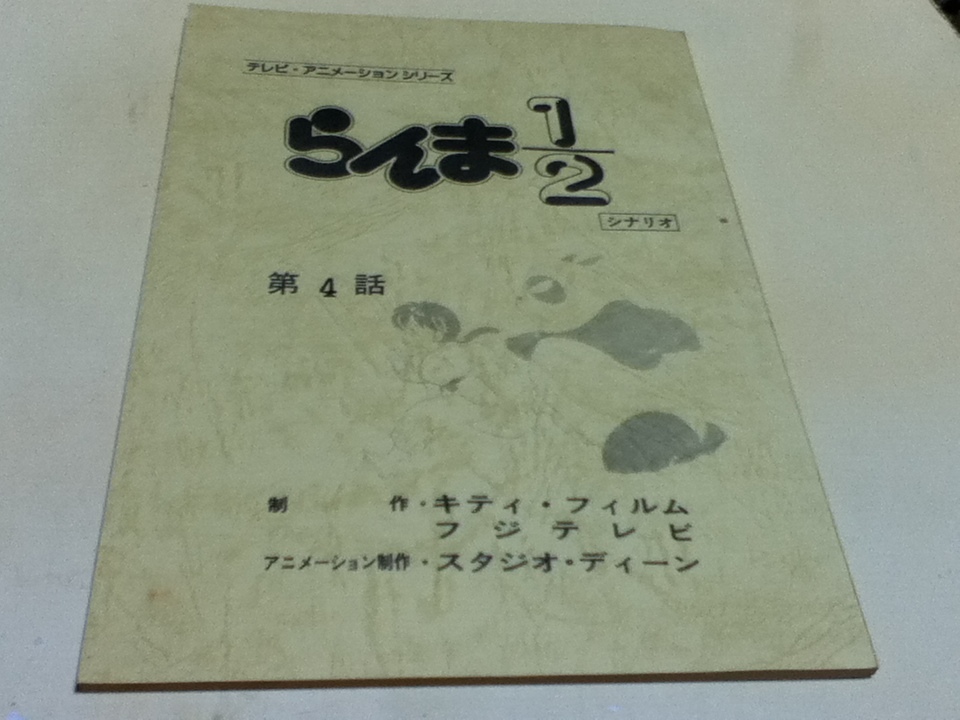 テレビ・アニメーションシリーズ
らんま1/2
シナリオ
第4話
制作・キティ・フィルム
フジテレビ
アニメーション制作・スタジオ・ディーン